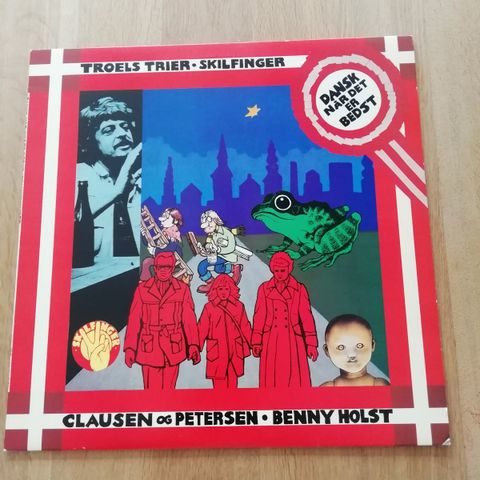 TROELS TRIER • SKILFINGER
DANSK
NÅR DET
ER
BEDST
SKILFINGER
CLAUSEN OG PETERSEN • BENNY HOLST